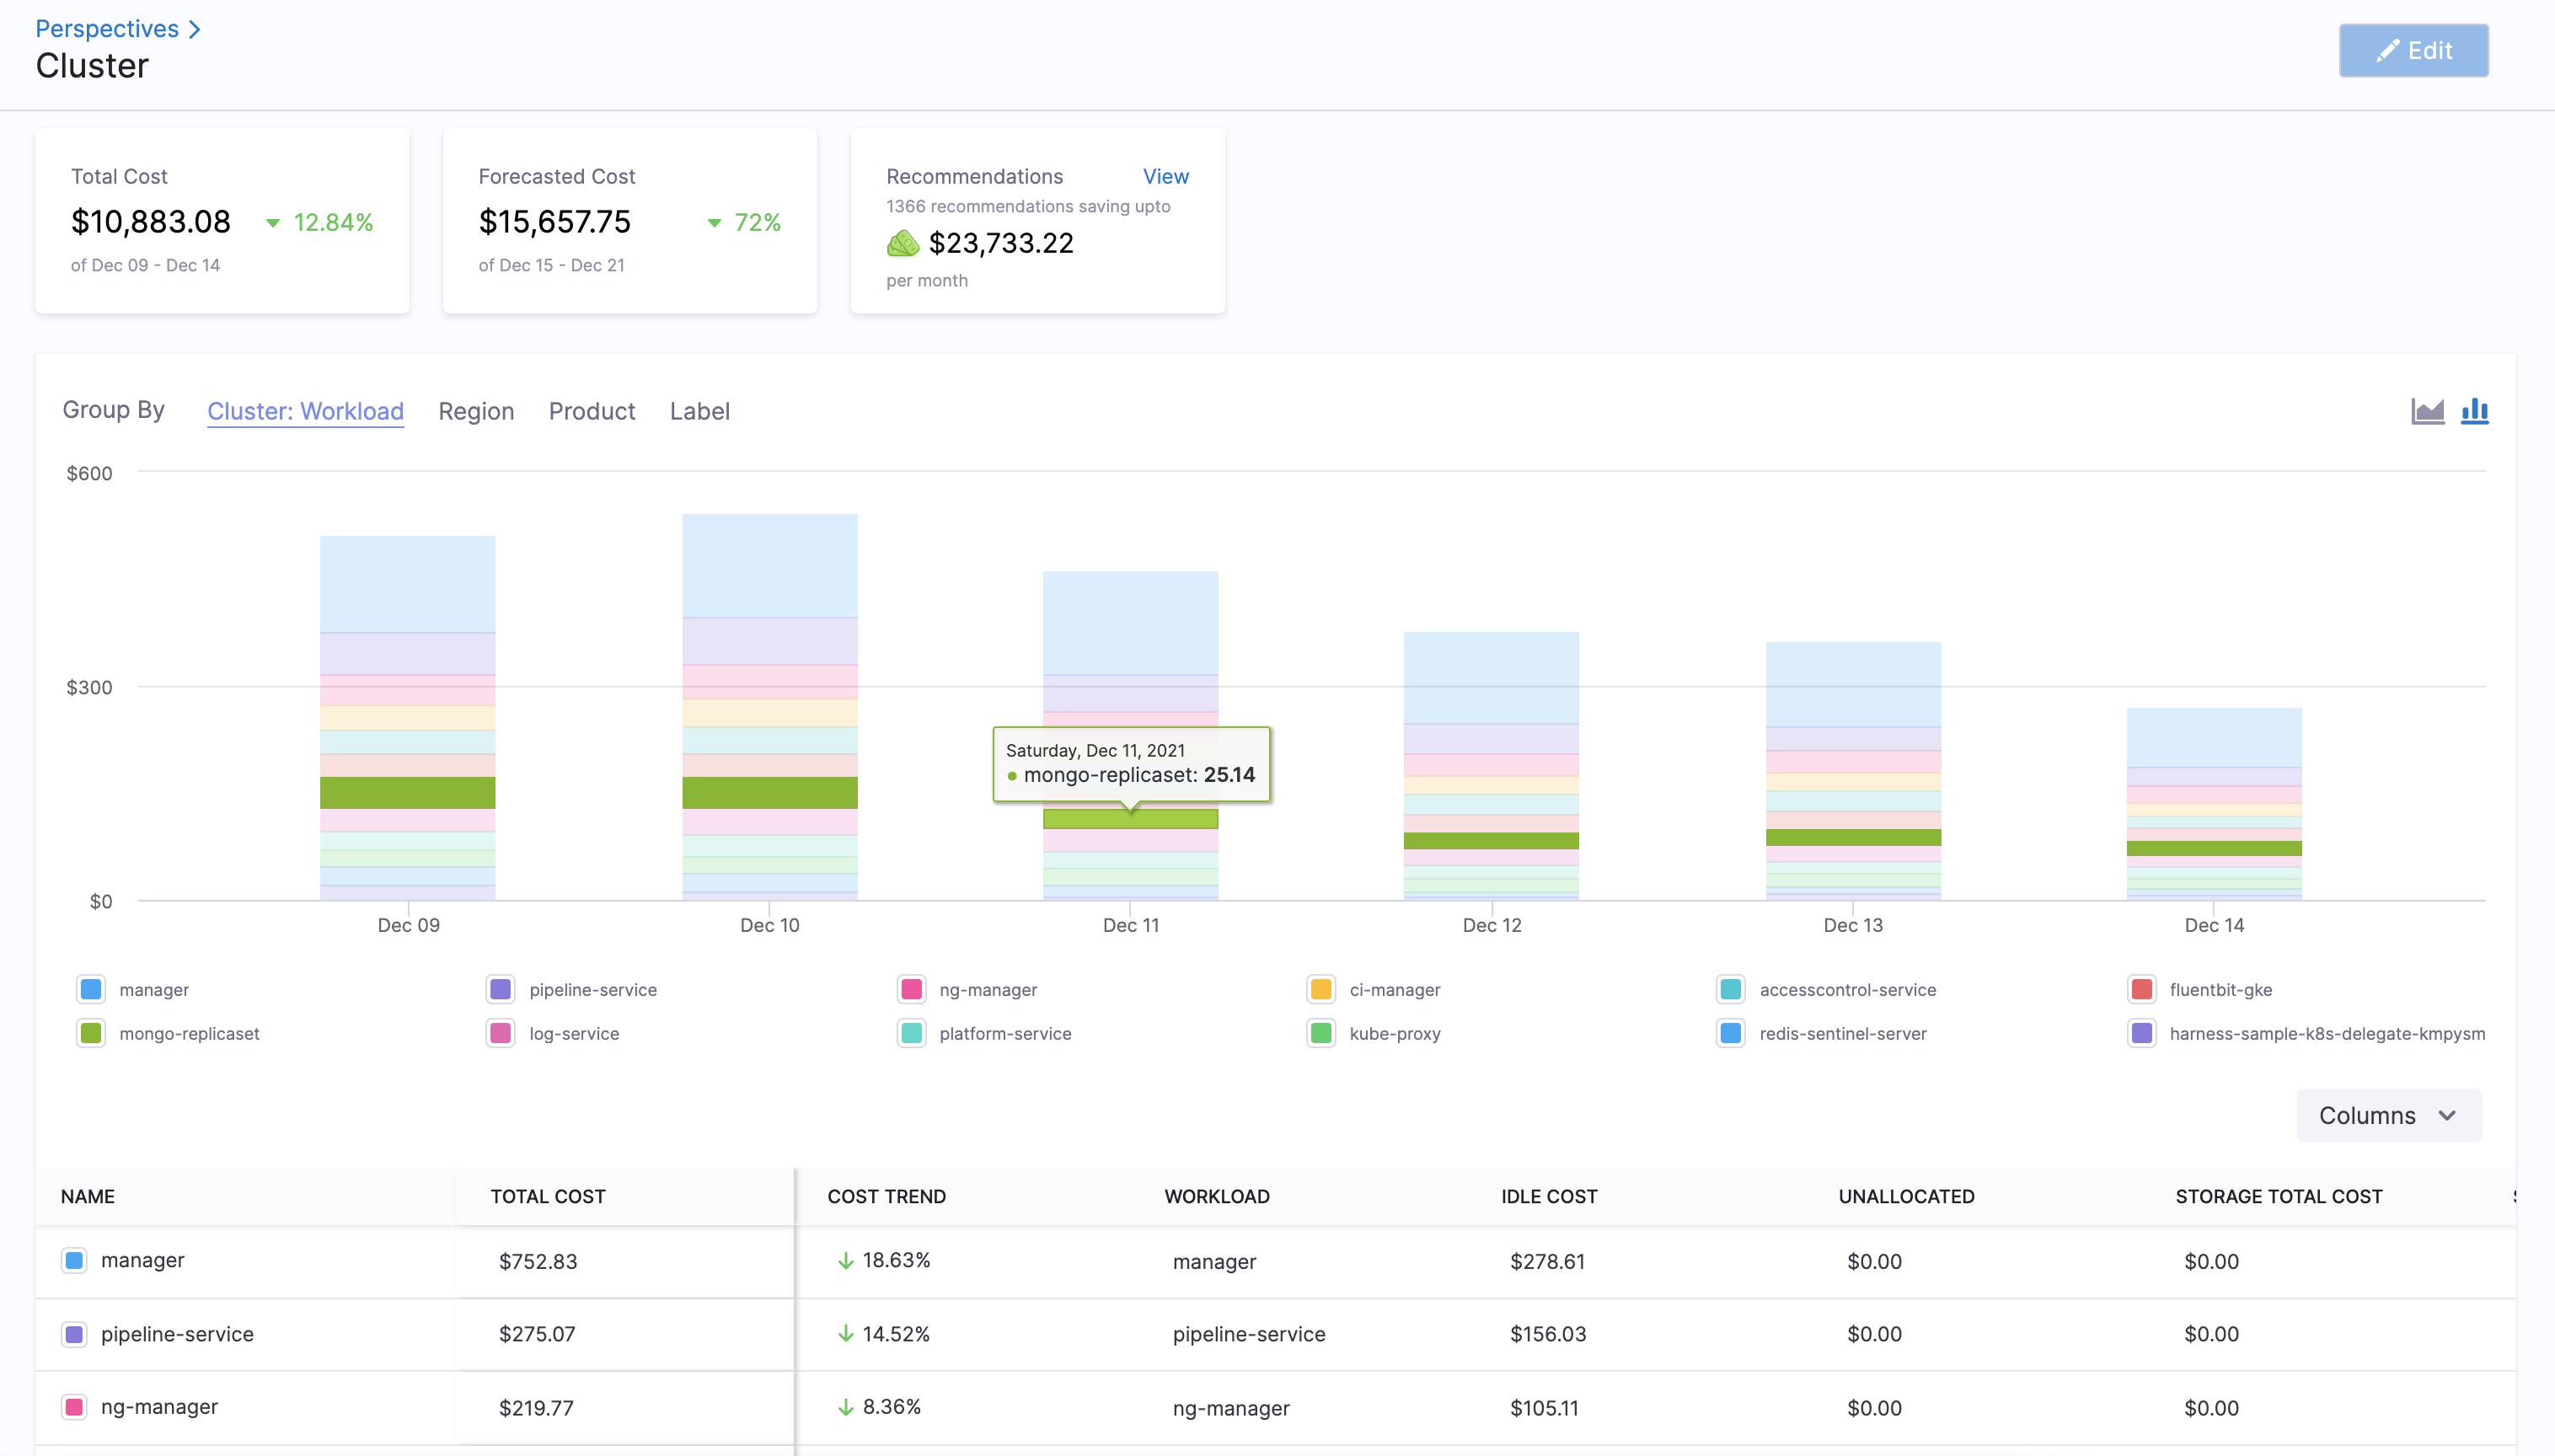 Perspectives
Cluster
Edit
Total Cost
$10,883.08 12.84%
of Dec 09 - Dec 14
Forecasted Cost
$15,657.75 72%
of Dec 15 - Dec 21
Recommendations View
1366 recommendations saving upto
$23,733.22
per month
Group By Cluster: Workload Region Product Label
$600
$300
$0
Saturday, Dec 11, 2021
mongo-replicaset: 25.14
Dec 09 Dec 10 Dec 11 Dec 12 Dec 13 Dec 14
manager pipeline-service ng-manager ci-manager accesscontrol-service fluentbit-gke
mongo-replicaset log-service platform-service kube-proxy redis-sentinel-server harness-sample-k8s-delegate-kmpysm
Columns
NAME TOTAL COST COST TREND WORKLOAD IDLE COST UNALLOCATED STORAGE TOTAL COST
manager $752.83 18.63% manager $278.61 $0.00 $0.00
pipeline-service $275.07 14.52% pipeline-service $156.03 $0.00 $0.00
ng-manager $219.77 8.36% ng-manager $105.11 $0.00 $0.00